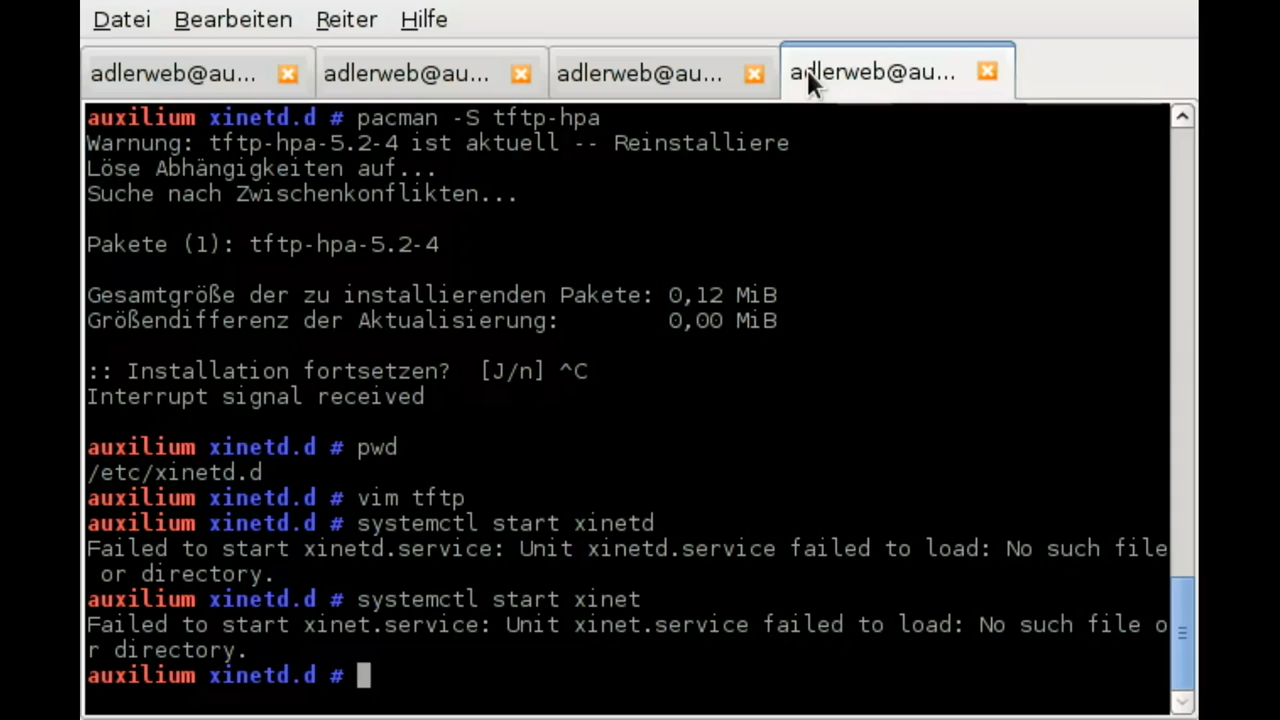 Datei Bearbeiten Reiter Hilfe
adlerweb@au... adlerweb@au... adlerweb@au... adlerweb@au...
auxilium xinetd.d # pacman -S tftp-hpa
Warnung: tftp-hpa-5.2-4 ist aktuell -- Reinstalliere
Löse Abhängigkeiten auf...
Suche nach Zwischenkonflikten...
Pakete (1): tftp-hpa-5.2-4
Gesamtgröße der zu installierenden Pakete: 0,12 MiB
Größendifferenz der Aktualisierung: 0,00 MiB
:: Installation fortsetzen? [J/n] ^C
Interrupt signal received
auxilium xinetd.d # pwd
/etc/xinetd.d
auxilium xinetd.d # vim tftp
auxilium xinetd.d # systemctl start xinetd
Failed to start xinetd.service: Unit xinetd.service failed to load: No such file
or directory.
auxilium xinetd.d # systemctl start xinet
Failed to start xinet.service: Unit xinet.service failed to load: No such file o
r directory.
auxilium xinetd.d #